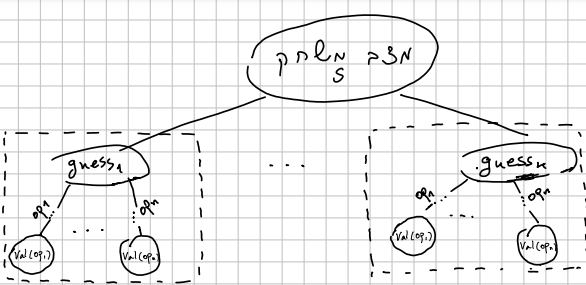 מצב משחק
S
guess₁ ... guessₖ
op₁ ... opₙ op₁ ... opₙ
Val(op₁) Val(opₙ) Val(op₁) Val(opₙ)